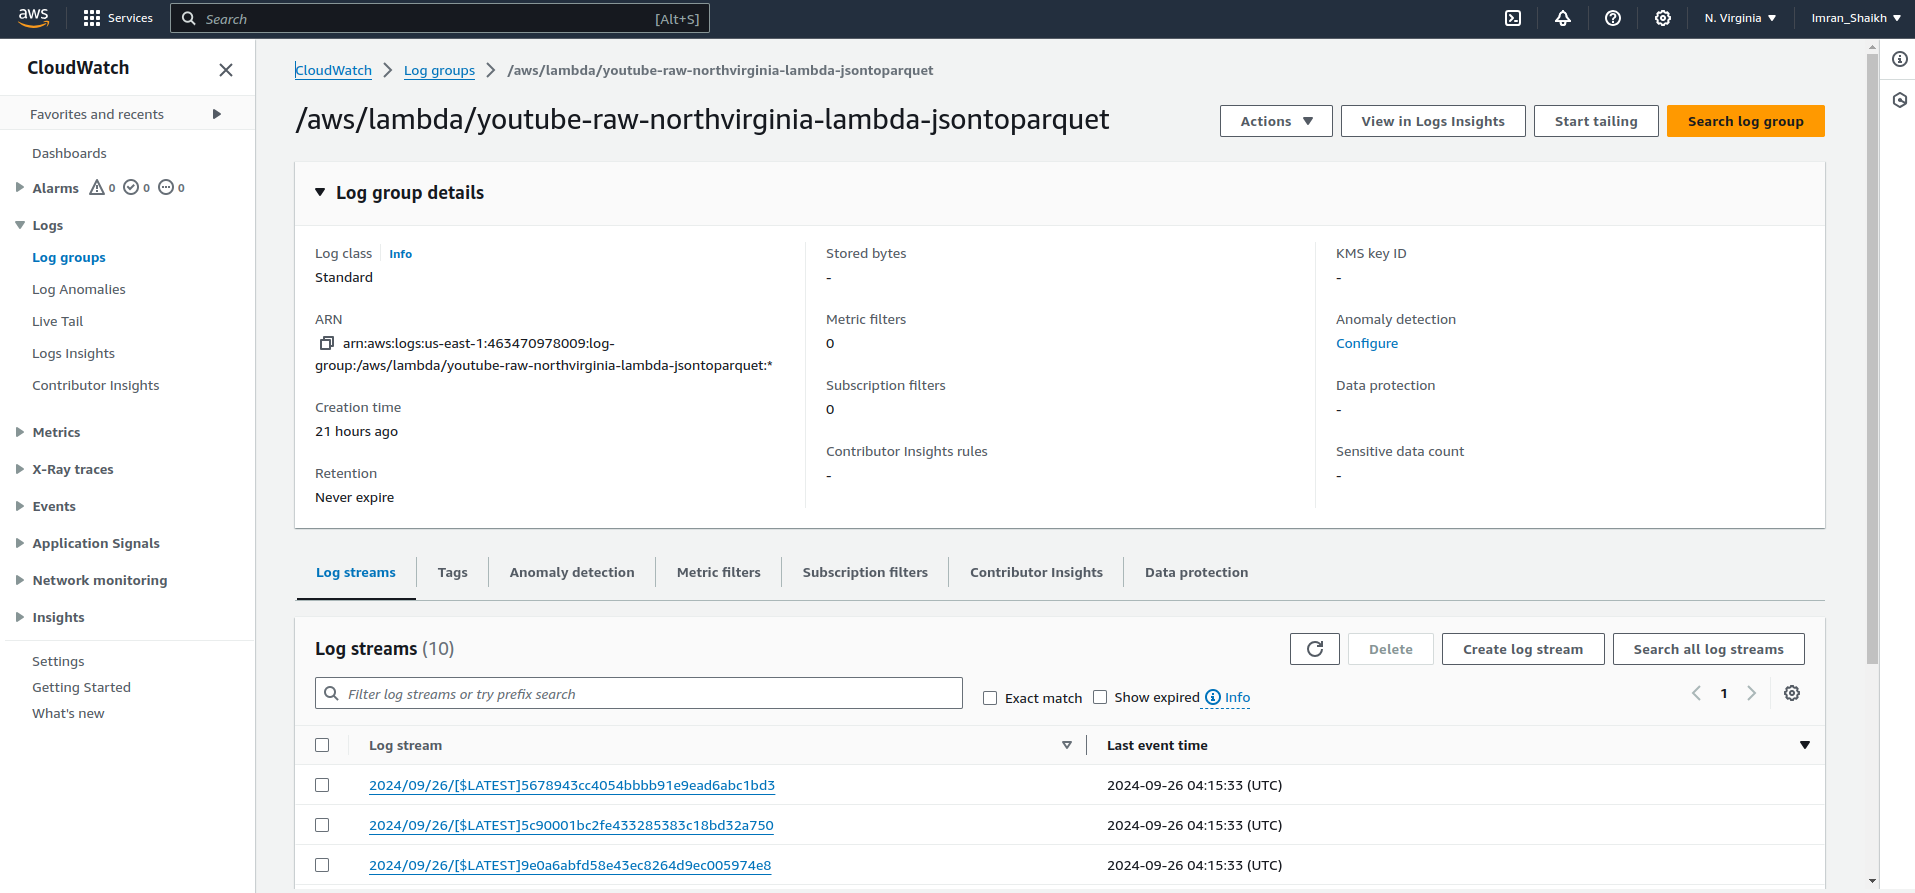 aws
Services
Search
[Alt+S]
N. Virginia
Imran_Shaikh
CloudWatch
Favorites and recents
Dashboards
Alarms 0 0 0
Logs
Log groups
Log Anomalies
Live Tail
Logs Insights
Contributor Insights
Metrics
X-Ray traces
Events
Application Signals
Network monitoring
Insights
Settings
Getting Started
What's new
CloudWatch
Log groups
/aws/lambda/youtube-raw-northvirginia-lambda-jsontoparquet
/aws/lambda/youtube-raw-northvirginia-lambda-jsontoparquet
Actions
View in Logs Insights
Start tailing
Search log group
Log group details
Log class
Info
Standard
ARN
arn:aws:logs:us-east-1:463470978009:log-
group:/aws/lambda/youtube-raw-northvirginia-lambda-jsontoparquet:*
Creation time
21 hours ago
Retention
Never expire
Stored bytes
-
Metric filters
0
Subscription filters
0
Contributor Insights rules
-
KMS key ID
-
Anomaly detection
Configure
Data protection
-
Sensitive data count
-
Log streams
Tags
Anomaly detection
Metric filters
Subscription filters
Contributor Insights
Data protection
Log streams (10)
Delete
Create log stream
Search all log streams
Filter log streams or try prefix search
Exact match
Show expired
Info
1
Log stream
Last event time
2024/09/26/[$LATEST]5678943cc4054bbbb91e9ead6abc1bd3
2024-09-26 04:15:33 (UTC)
2024/09/26/[$LATEST]5c90001bc2fe433285383c18bd32a750
2024-09-26 04:15:33 (UTC)
2024/09/26/[$LATEST]9e0a6abfd58e43ec8264d9ec005974e8
2024-09-26 04:15:33 (UTC)